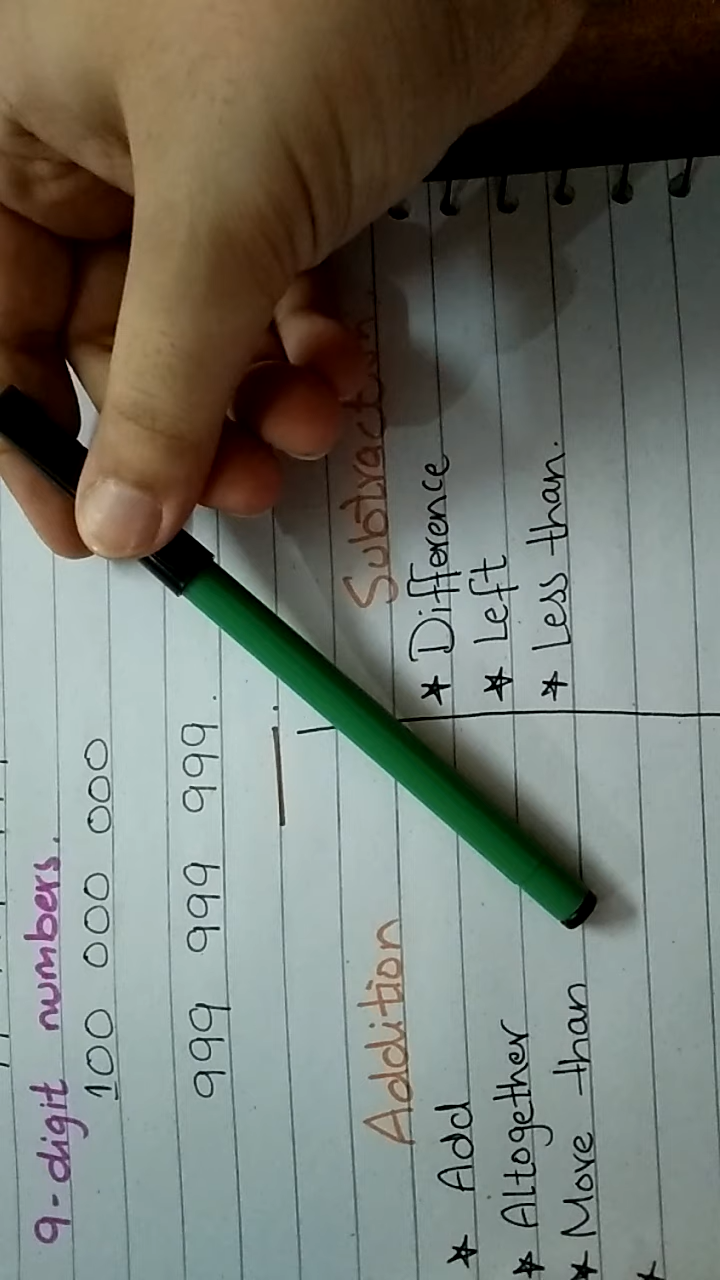 9-digit numbers.
100 000 000
999 999 999.
Addition
* Add
* Altogether
* More than
*
Subtraction
* Difference
* Left
* Less than.